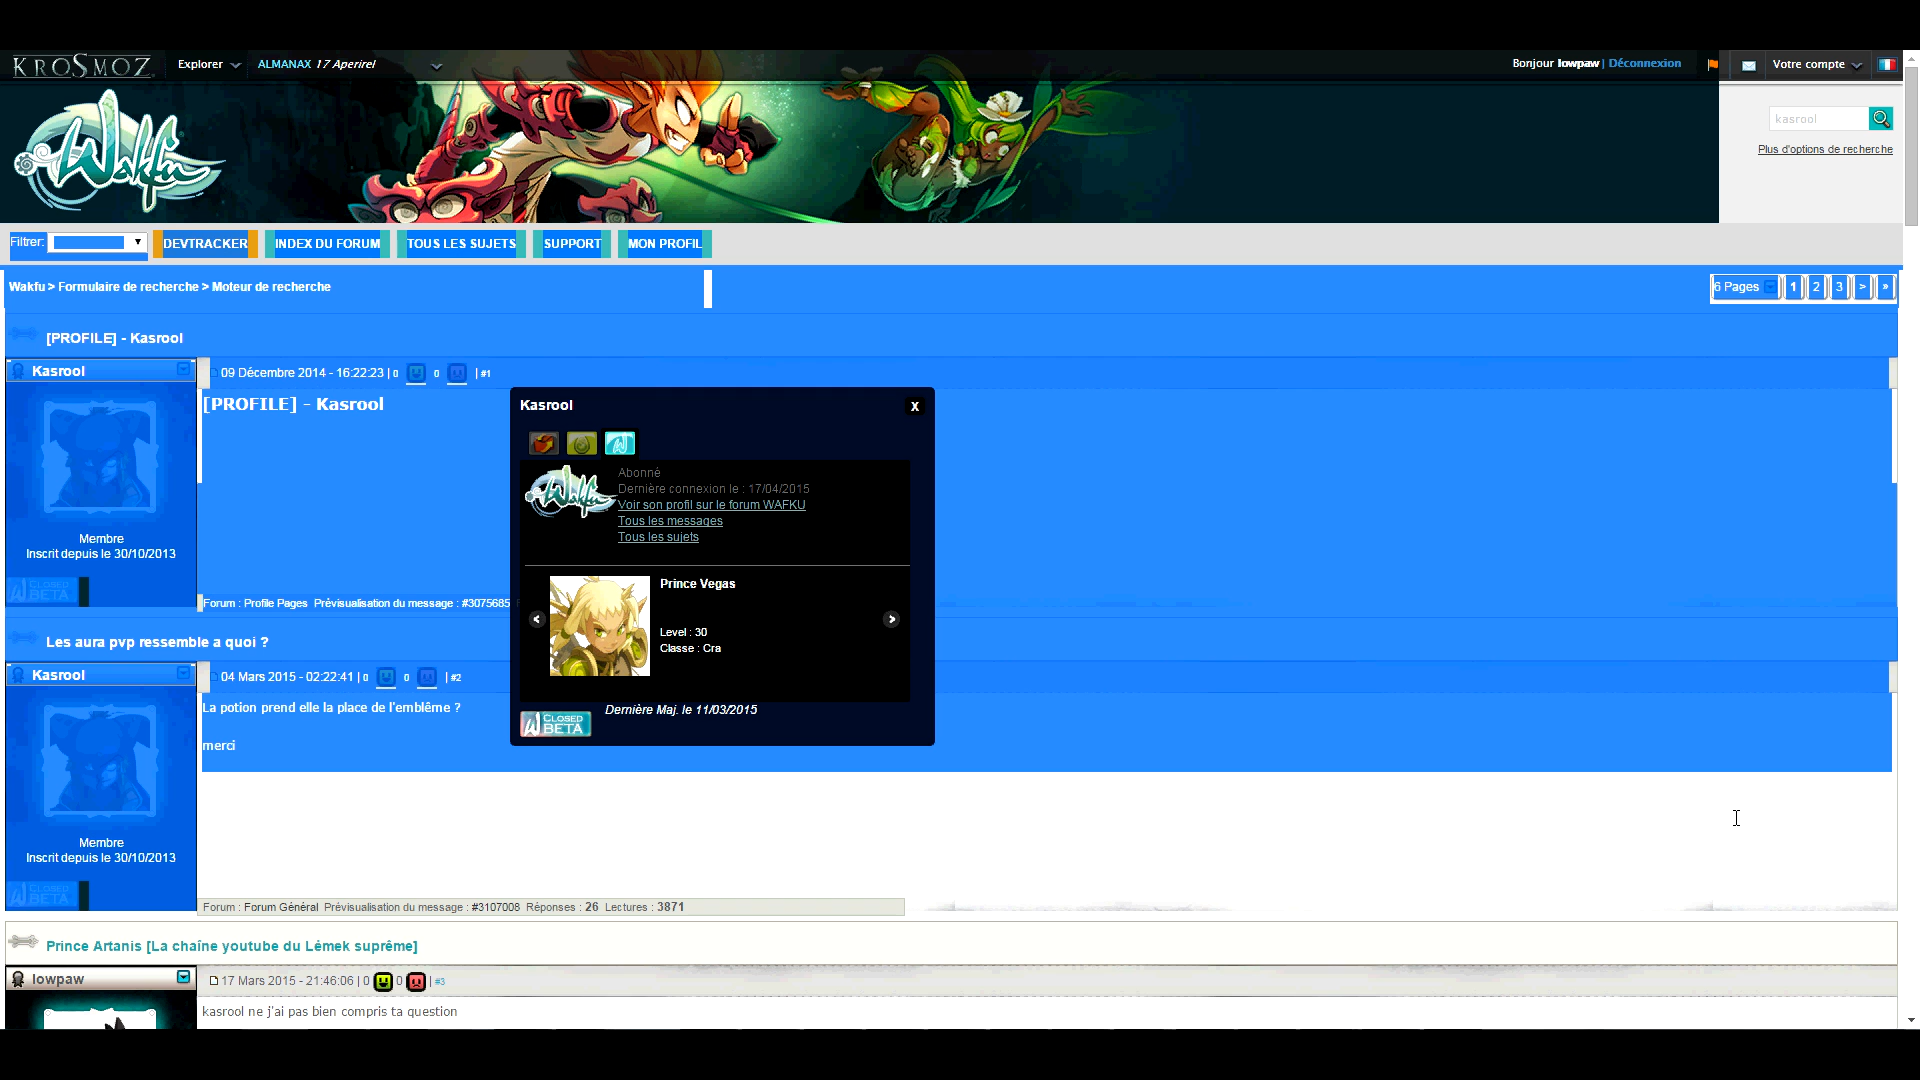 KROSMOZ Explorer ALMANAX 17 Aperirel Bonjour lowpaw | Déconnexion Votre compte
Wakfu
kasrool
Plus d'options de recherche
Filtrer: DEVTRACKER INDEX DU FORUM TOUS LES SUJETS SUPPORT MON PROFIL
Wakfu > Formulaire de recherche > Moteur de recherche 6 Pages 1 2 3 > »
[PROFILE] - Kasrool
Kasrool
09 Décembre 2014 - 16:22:23 | 0 0 | #1
[PROFILE] - Kasrool
Membre
Inscrit depuis le 30/10/2013
CLOSED BETA
Forum : Profile Pages Prévisualisation du message : #3075685
Kasrool X
Wakfu
Abonné
Dernière connexion le : 17/04/2015
Voir son profil sur le forum WAFKU
Tous les messages
Tous les sujets
Prince Vegas
Level : 30
Classe : Cra
CLOSED BETA
Dernière Maj. le 11/03/2015
Les aura pvp ressemble a quoi ?
Kasrool
04 Mars 2015 - 02:22:41 | 0 0 | #2
La potion prend elle la place de l'emblême ?
merci
Membre
Inscrit depuis le 30/10/2013
CLOSED BETA
Forum : Forum Général Prévisualisation du message : #3107008 Réponses : 26 Lectures : 3871
Prince Artanis [La chaîne youtube du Lèmek suprême]
lowpaw
17 Mars 2015 - 21:46:06 | 0 0 | #3
kasrool ne j'ai pas bien compris ta question